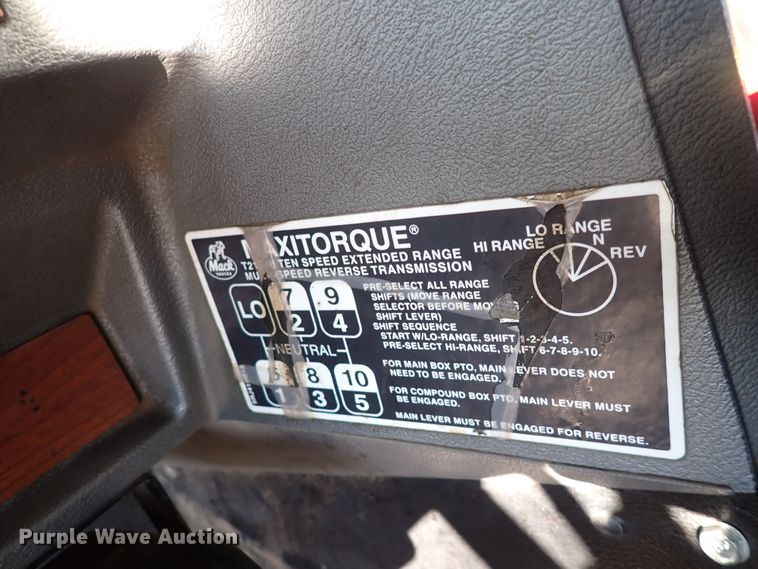 Mack
TRUCKS
MAXITORQUE®
TEN SPEED EXTENDED RANGE
SPEED REVERSE TRANSMISSION
LO 7 2 9 4
NEUTRAL
1 8 3 10 5
PRE-SELECT ALL RANGE
SHIFTS (MOVE RANGE
SELECTOR BEFORE
SHIFT LEVER)
SHIFT SEQUENCE
START W/LO-RANGE, SHIFT 1-2-3-4-5.
PRE-SELECT HI-RANGE, SHIFT 6-7-8-9-10.
FOR MAIN BOX PTO, MAIN LEVER DOES NOT
NEED TO BE ENGAGED.
FOR COMPOUND BOX PTO, MAIN LEVER MUST
BE ENGAGED.
MAIN LEVER MUST BE ENGAGED FOR REVERSE.
LO RANGE
HI RANGE
N
REV
Purple Wave Auction